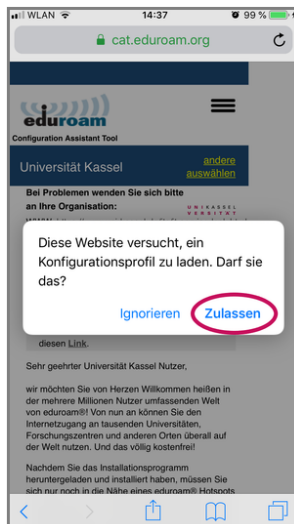 WLAN 14:37 99 %
cat.eduroam.org
eduroam
Configuration Assistant Tool
Universität Kassel andere
auswählen
Bei Problemen wenden Sie sich bitte
an Ihre Organisation:
U N I K A S S E L
V E R S I T Ä T
Diese Website versucht, ein
Konfigurationsprofil zu laden. Darf sie
das?
Ignorieren Zulassen
diesen Link.
Sehr geehrter Universität Kassel Nutzer,
wir möchten Sie von Herzen Willkommen heißen in
der mehrere Millionen Nutzer umfassenden Welt
von eduroam®! Von nun an können Sie den
Internetzugang an tausenden Universitäten,
Forschungszentren und anderen Orten überall auf
der Welt nutzen. Und das völlig kostenfrei!
Nachdem Sie das Installationsprogramm
heruntergeladen und installiert haben, müssen Sie
sich nur noch in die Nähe eines eduroam® Hotspots